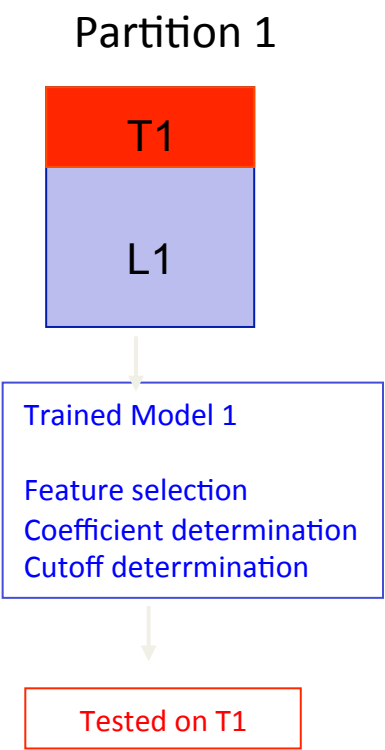 Partition 1
T1
L1
Trained Model 1
Feature selection
Coefficient determination
Cutoff deterrmination
Tested on T1